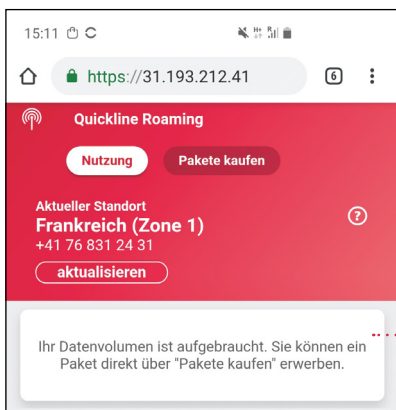 15:11
https://31.193.212.41
6
Quickline Roaming
Nutzung
Pakete kaufen
Aktueller Standort
Frankreich (Zone 1)
+41 76 831 24 31
?
aktualisieren
Ihr Datenvolumen ist aufgebraucht. Sie können ein
Paket direkt über "Pakete kaufen" erwerben.